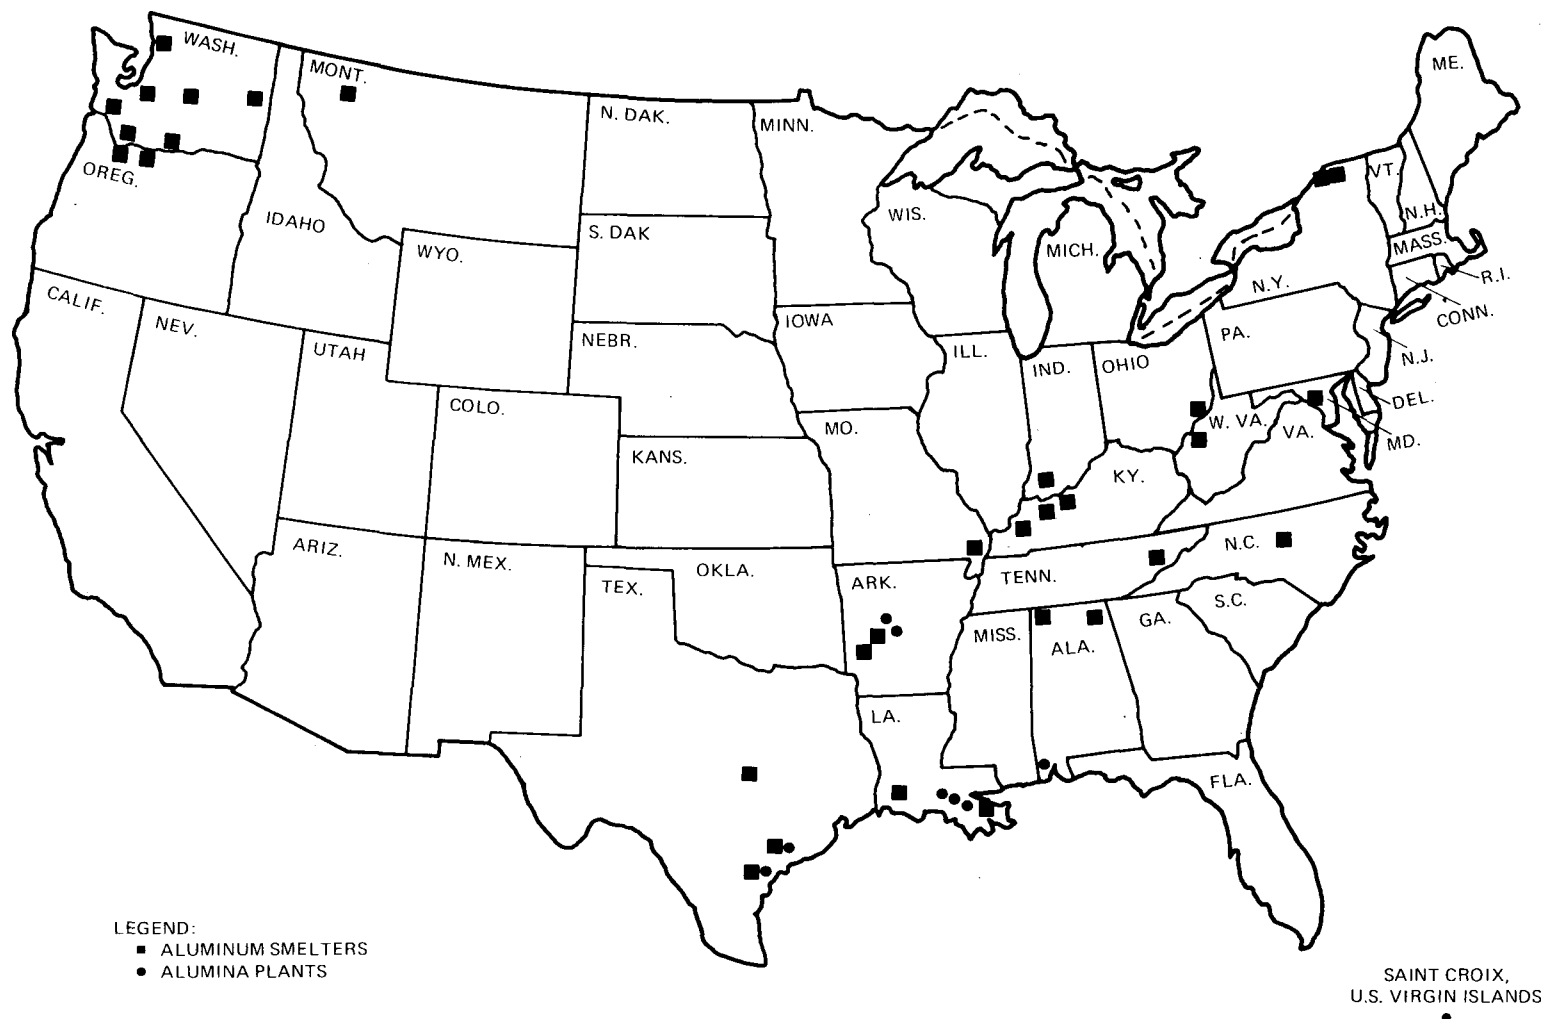 WASH.
MONT.
ME.
N. DAK.
MINN.
OREG.
VT.
IDAHO
WIS.
N.H.
S. DAK
MASS.
WYO.
MICH.
R.I.
N.Y.
CALIF.
NEV.
IOWA
CONN.
UTAH
NEBR.
ILL.
IND.
OHIO
PA.
N.J.
COLO.
MO.
W. VA.
VA.
DEL.
MD.
KANS.
KY.
ARIZ.
N. MEX.
TEX.
OKLA.
ARK.
TENN.
N.C.
S.C.
MISS.
ALA.
GA.
LA.
FLA.
LEGEND:
ALUMINUM SMELTERS
ALUMINA PLANTS
SAINT CROIX,
U.S. VIRGIN ISLANDS